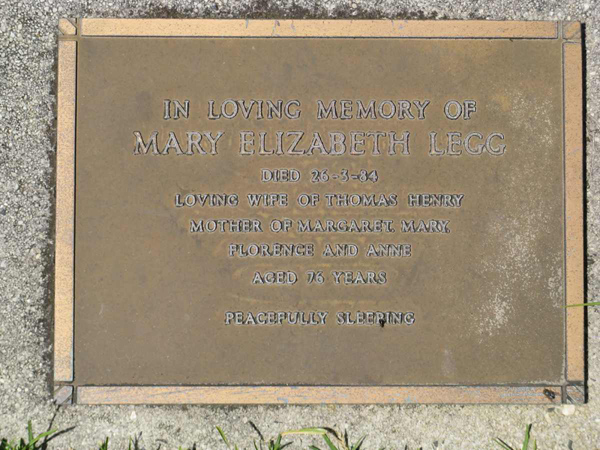 IN LOVING MEMORY OF
MARY ELIZABETH LEGG
DIED 26-3-84
LOVING WIFE OF THOMAS HENRY
MOTHER OF MARGARET, MARY,
FLORENCE AND ANNE
AGED 76 YEARS
PEACEFULLY SLEEPING